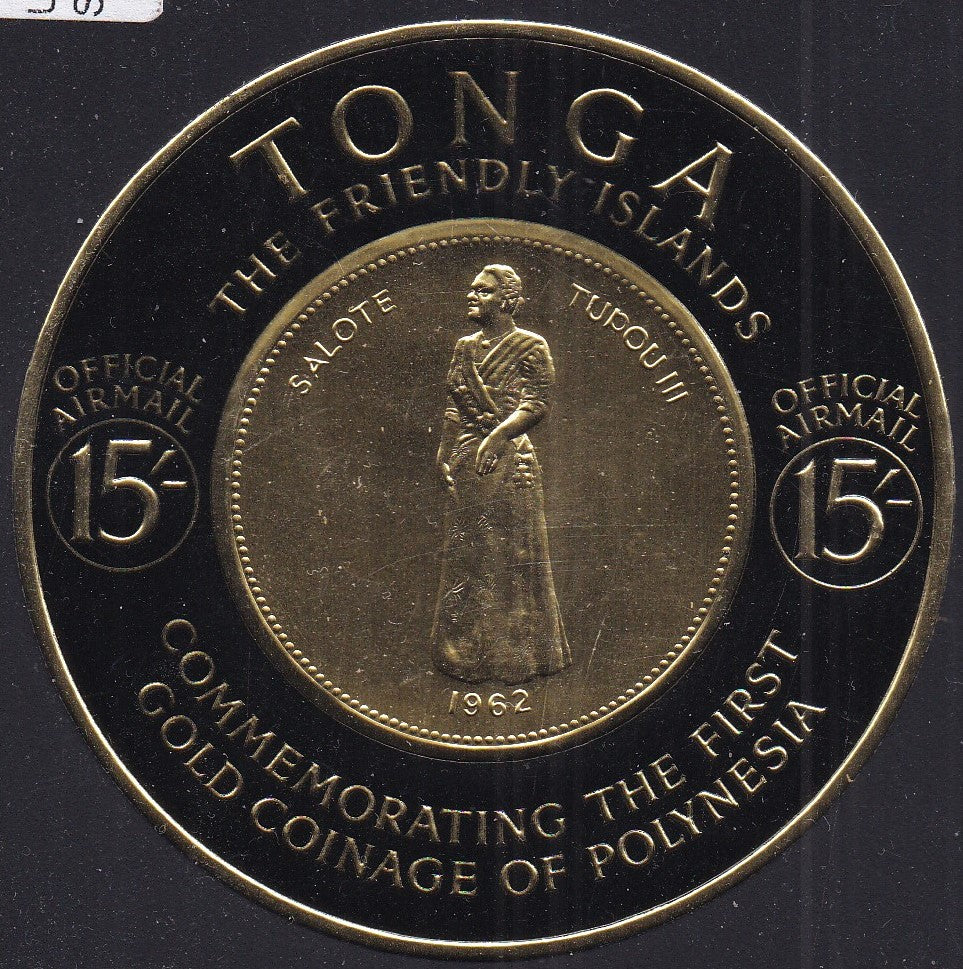 TONGA
THE FRIENDLY ISLANDS
SALOTE TUPOU III
OFFICIAL
AIRMAIL
15/-
OFFICIAL
AIRMAIL
15/-
1962
COMMEMORATING THE FIRST
GOLD COINAGE OF POLYNESIA